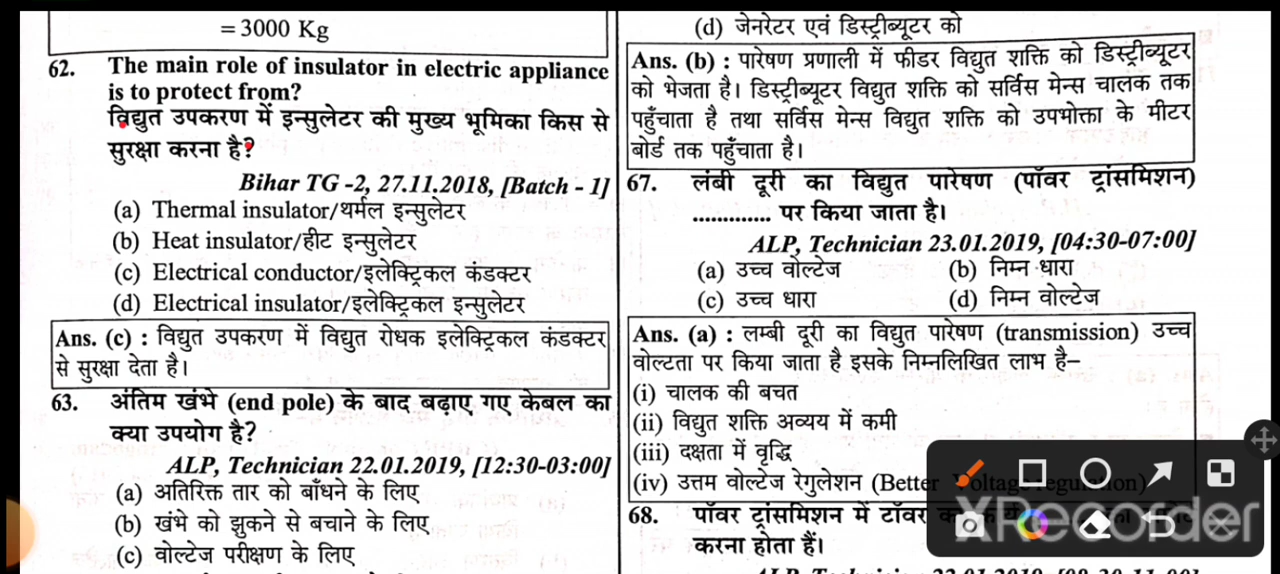 = 3000 Kg
62. The main role of insulator in electric appliance
is to protect from?
विद्युत उपकरण में इन्सुलेटर की मुख्य भूमिका किस से
सुरक्षा करना है?
Bihar TG -2, 27.11.2018, [Batch - 1]
(a) Thermal insulator/थर्मल इन्सुलेटर
(b) Heat insulator/हीट इन्सुलेटर
(c) Electrical conductor/इलेक्ट्रिकल कंडक्टर
(d) Electrical insulator/इलेक्ट्रिकल इन्सुलेटर
Ans. (c) : विद्युत उपकरण में विद्युत रोधक इलेक्ट्रिकल कंडक्टर
से सुरक्षा देता है।
63. अंतिम खंभे (end pole) के बाद बढ़ाए गए केबल का
क्या उपयोग है?
ALP, Technician 22.01.2019, [12:30-03:00]
(a) अतिरिक्त तार को बाँधने के लिए
(b) खंभे को झुकने से बचाने के लिए
(c) वोल्टेज परीक्षण के लिए
(d) जेनरेटर एवं डिस्ट्रीब्यूटर को
Ans. (b) : पारेषण प्रणाली में फीडर विद्युत शक्ति को डिस्ट्रीब्यूटर
को भेजता है। डिस्ट्रीब्यूटर विद्युत शक्ति को सर्विस मेन्स चालक तक
पहुँचाता है तथा सर्विस मेन्स विद्युत शक्ति को उपभोक्ता के मीटर
बोर्ड तक पहुँचाता है।
67. लंबी दूरी का विद्युत पारेषण (पॉवर ट्रांसमिशन)
............ पर किया जाता है।
ALP, Technician 23.01.2019, [04:30-07:00]
(a) उच्च वोल्टेज (b) निम्न धारा
(c) उच्च धारा (d) निम्न वोल्टेज
Ans. (a) : लम्बी दूरी का विद्युत पारेषण (transmission) उच्च
वोल्टता पर किया जाता है इसके निम्नलिखित लाभ है–
(i) चालक की बचत
(ii) विद्युत शक्ति अव्यय में कमी
(iii) दक्षता में वृद्धि
(iv) उत्तम वोल्टेज रेगुलेशन (Better Voltage regulation)
68. पॉवर ट्रांसमिशन में टॉवर
करना होता हैं।
XRecorder